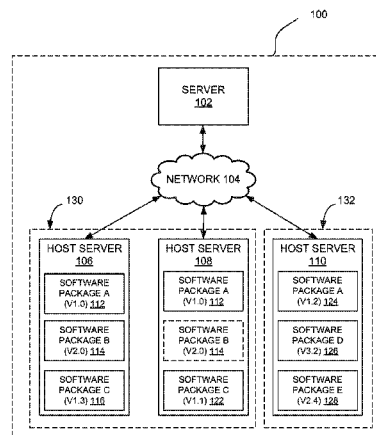 100
SERVER
102
NETWORK 104
130
132
HOST SERVER
106
SOFTWARE
PACKAGE A
(V1.0) 112
SOFTWARE
PACKAGE B
(V2.0) 114
SOFTWARE
PACKAGE C
(V1.3) 116
HOST SERVER
108
SOFTWARE
PACKAGE A
(V1.0) 112
SOFTWARE
PACKAGE B
(V2.0) 114
SOFTWARE
PACKAGE C
(V1.1) 122
HOST SERVER
110
SOFTWARE
PACKAGE A
(V1.2) 124
SOFTWARE
PACKAGE D
(V3.2) 126
SOFTWARE
PACKAGE E
(V2.4) 128